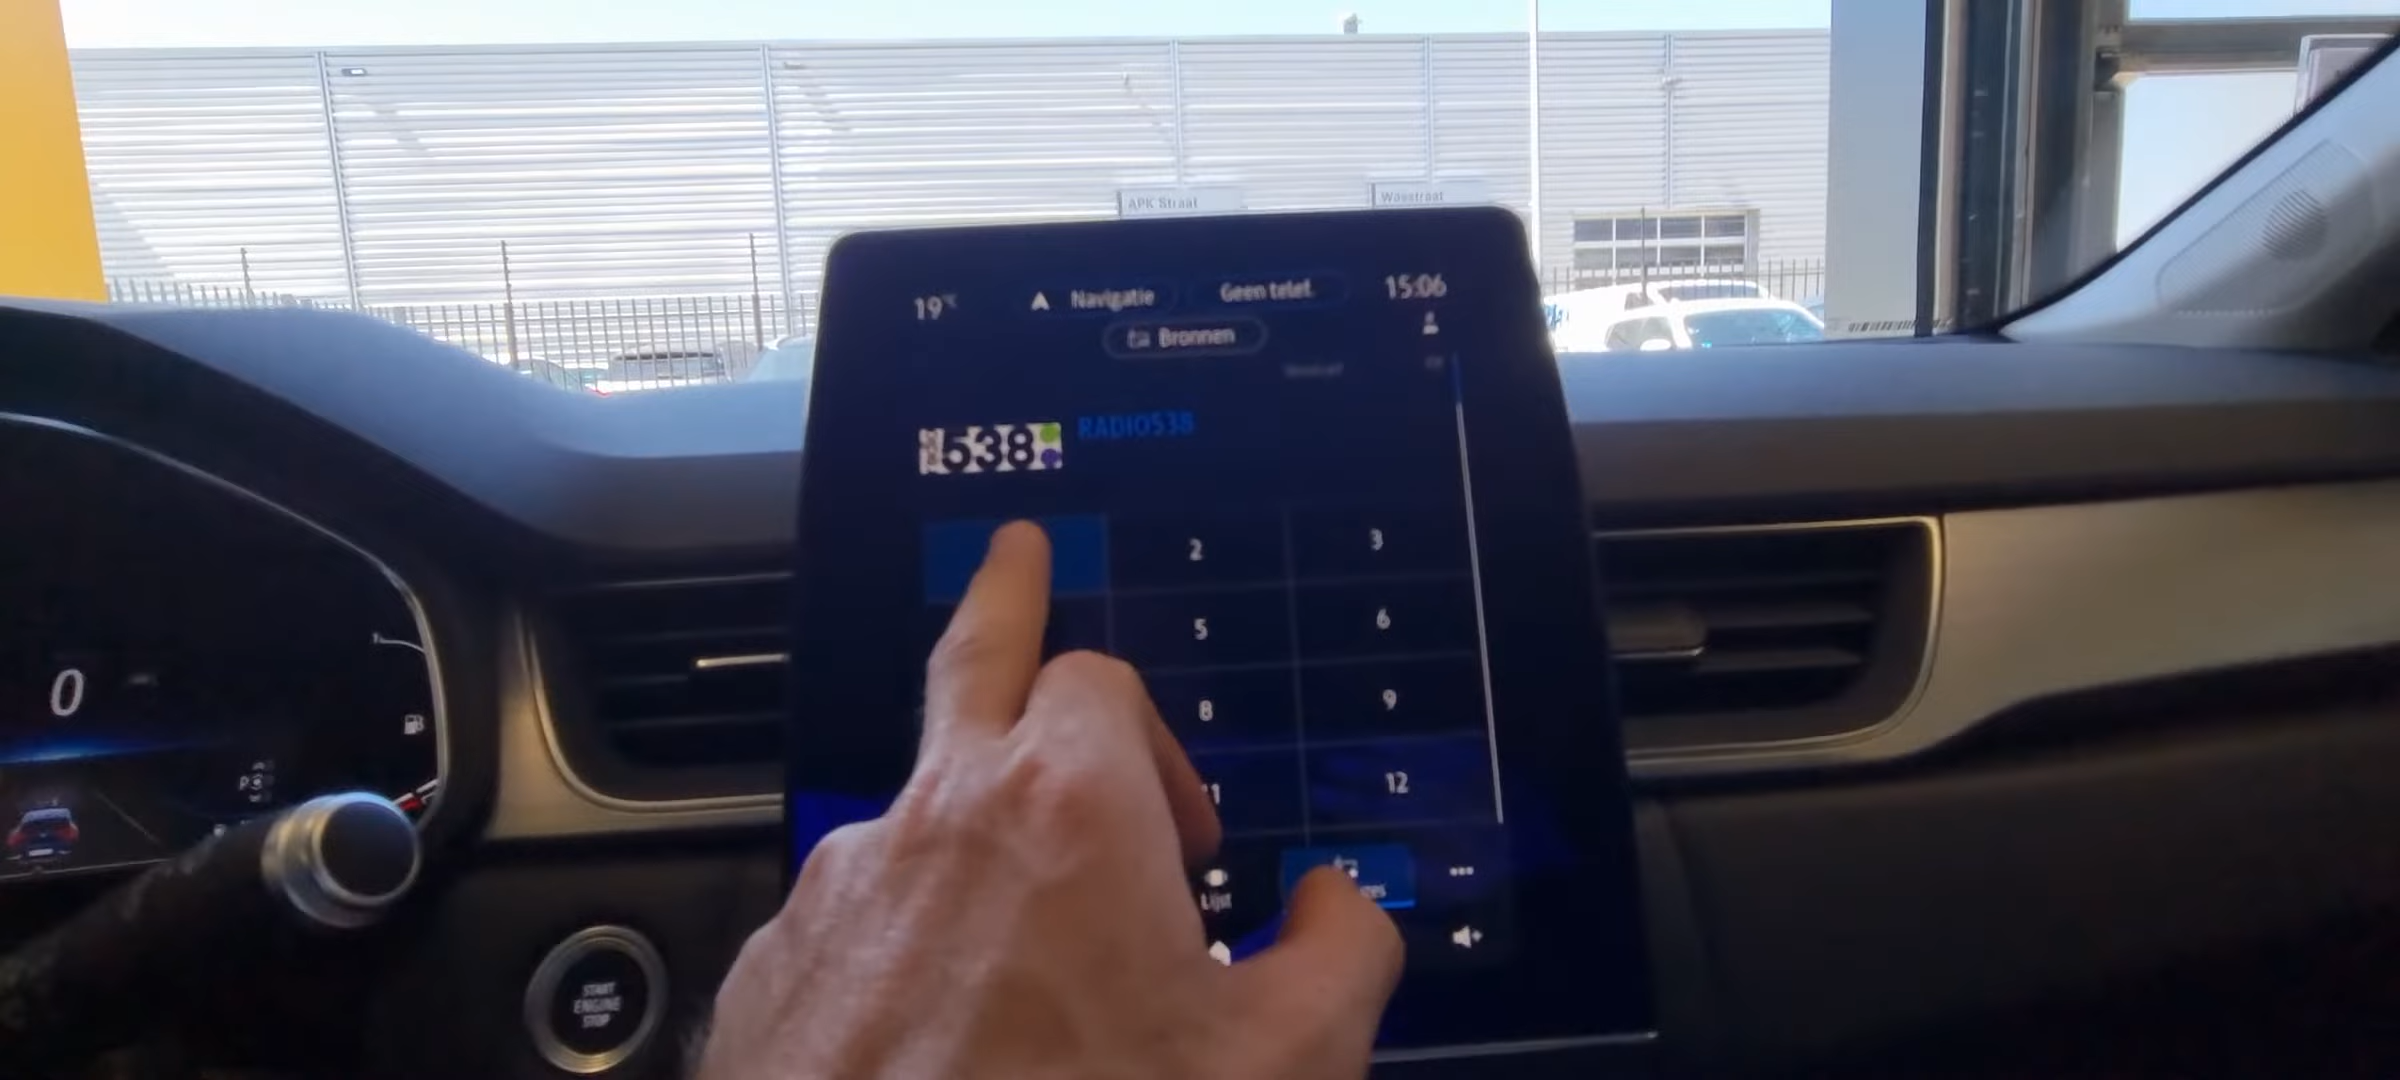 APK Straat
Wasstraat
19°C
Navigatie
Geen telef.
15:06
Bronnen
538
RADIO538
2
3
5
6
8
9
11
12
Lijst
0
START
ENGINE
STOP